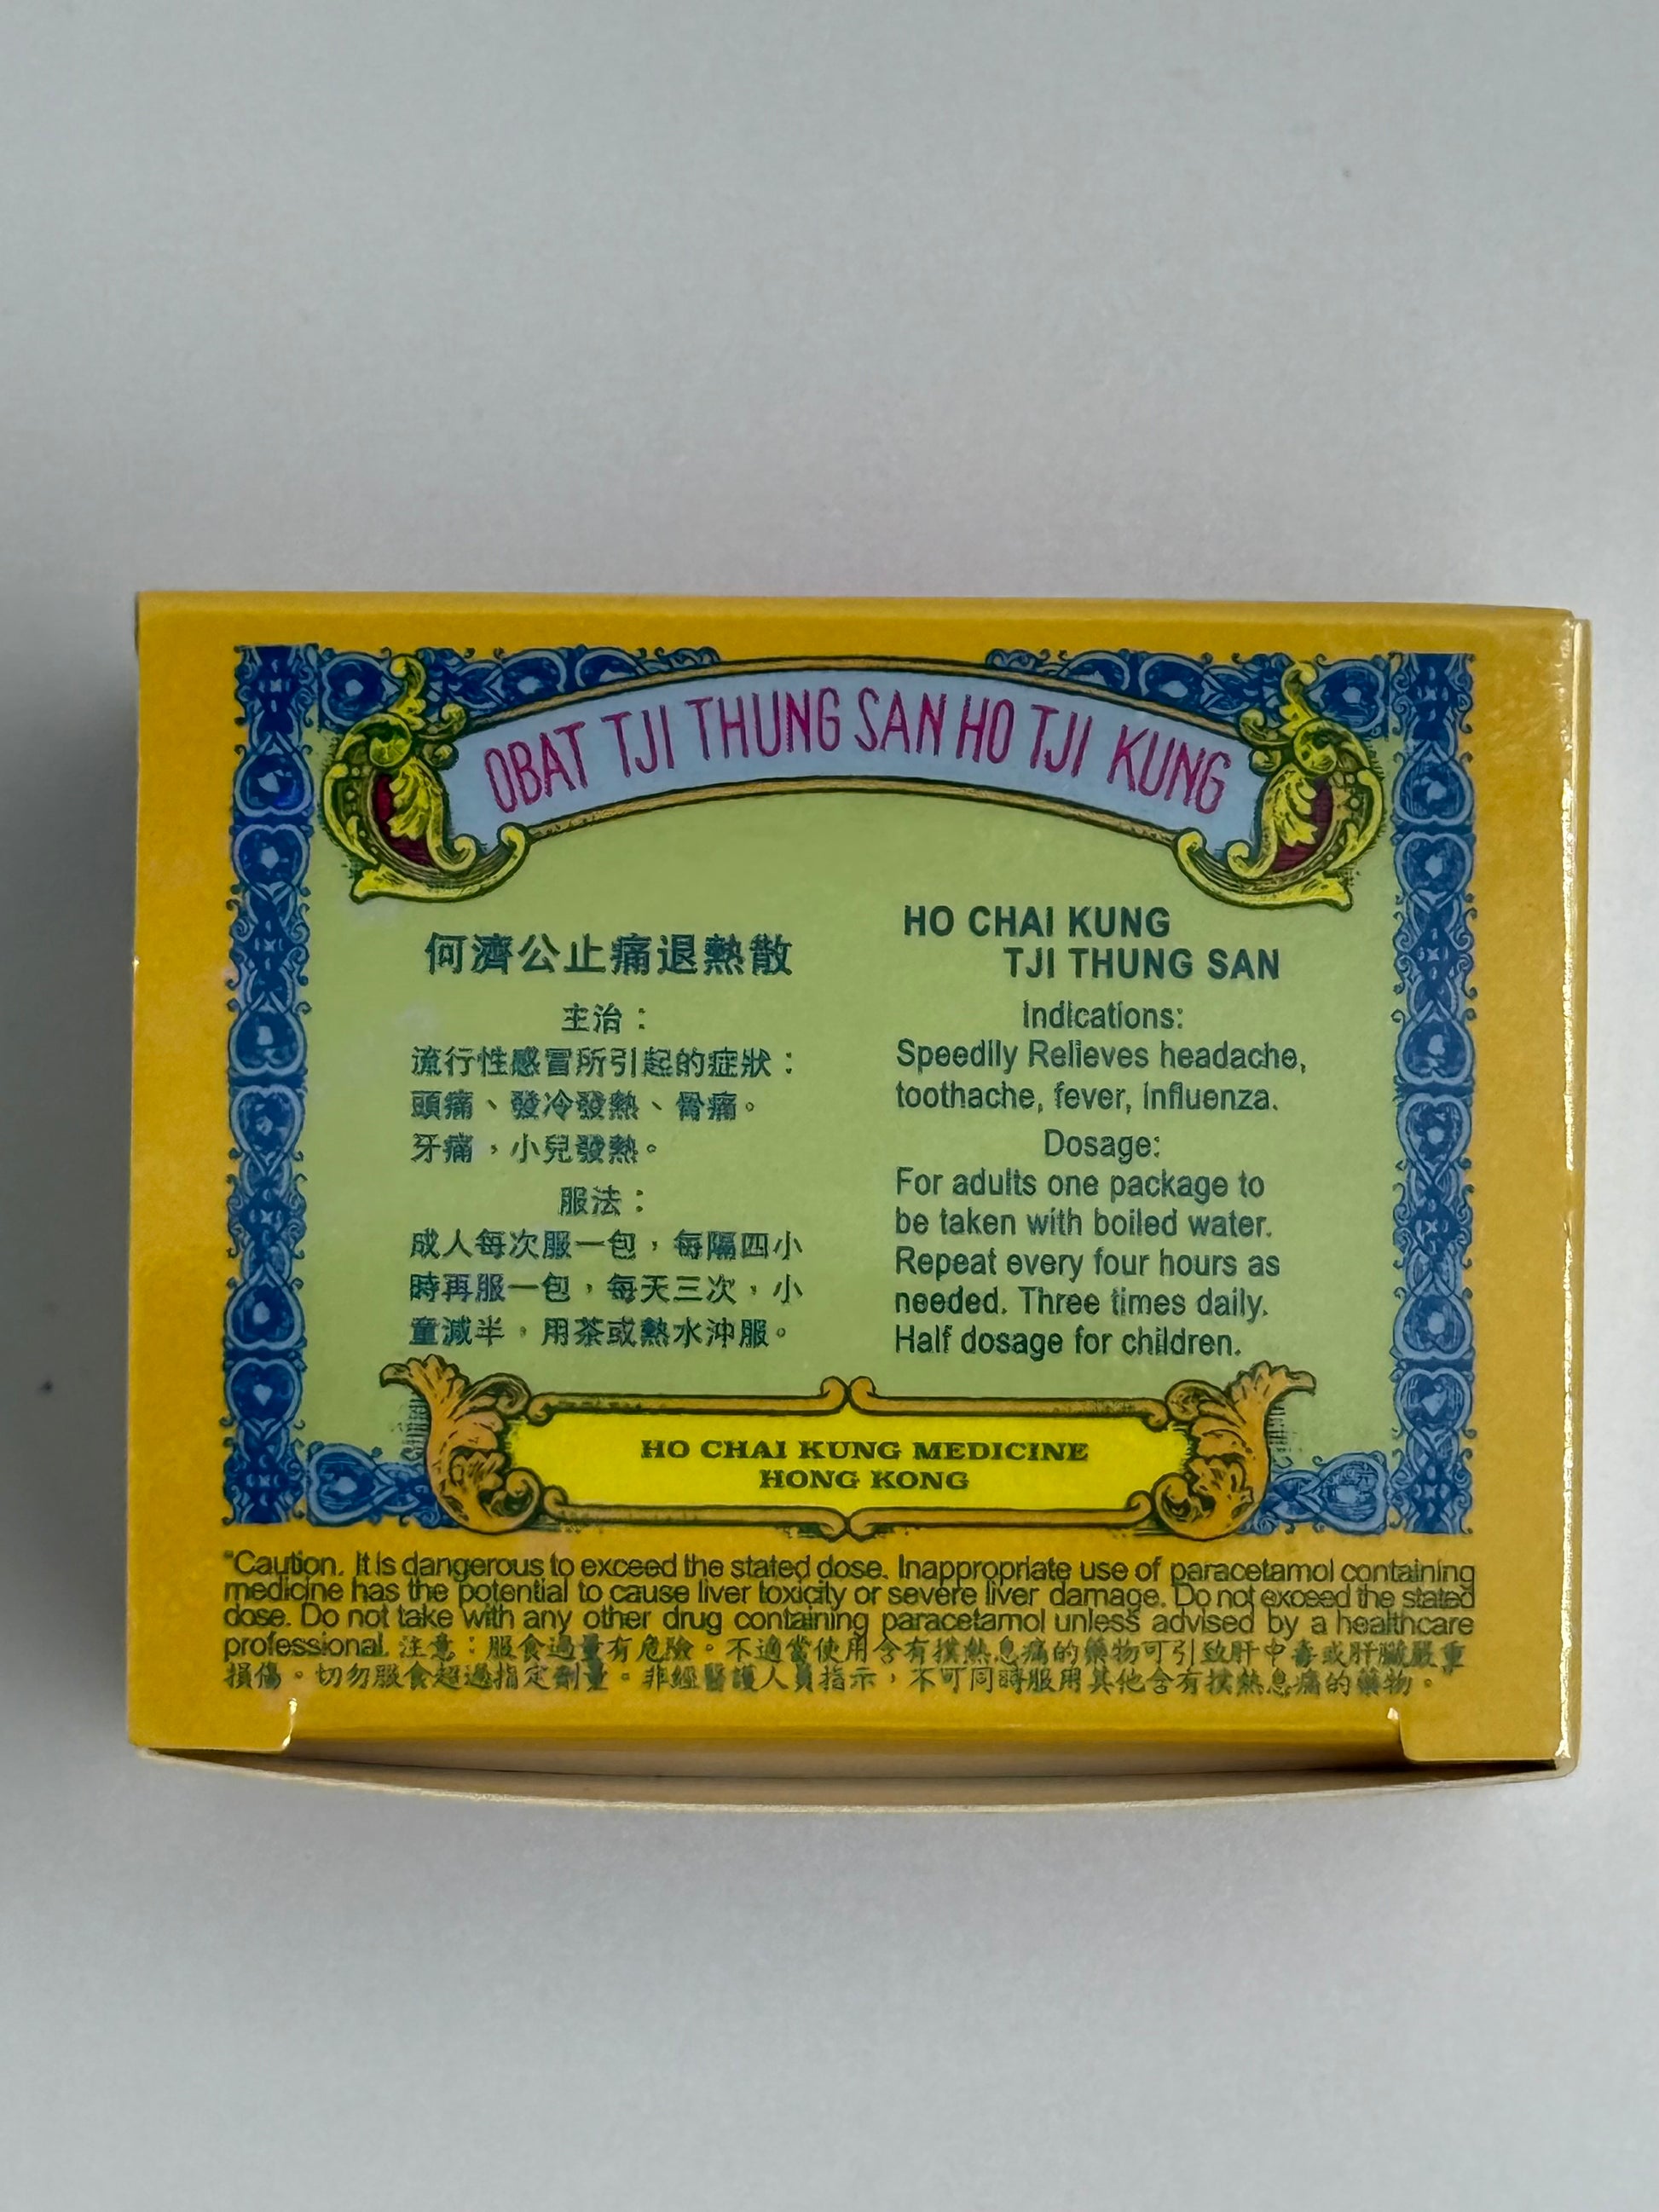 OBAT TJI THUNG SAN HO TJI KUNG
何濟公止痛退熱散
主治：
流行性感冒所引起的症狀：
頭痛、發冷發熱、骨痛。
牙痛，小兒發熱。
服法：
成人每次服一包，每隔四小
時再服一包，每天三次，小
童減半，用茶或熱水沖服。
HO CHAI KUNG
TJI THUNG SAN
Indications:
Speedily Relieves headache,
toothache, fever, influenza.
Dosage:
For adults one package to
be taken with boiled water.
Repeat every four hours as
needed. Three times daily.
Half dosage for children.
HO CHAI KUNG MEDICINE
HONG KONG
"Caution. It is dangerous to exceed the stated dose. Inappropriate use of paracetamol containing
medicine has the potential to cause liver toxicity or severe liver damage. Do not exceed the stated
dose. Do not take with any other drug containing paracetamol unless advised by a healthcare
professional. 注意：服食過量有危險。不適當使用含有撲熱息痛的藥物可引致肝中毒或肝臟嚴重
損傷。切勿服食超過指定劑量。非經醫護人員指示，不可同時服用其他含有撲熱息痛的藥物。"